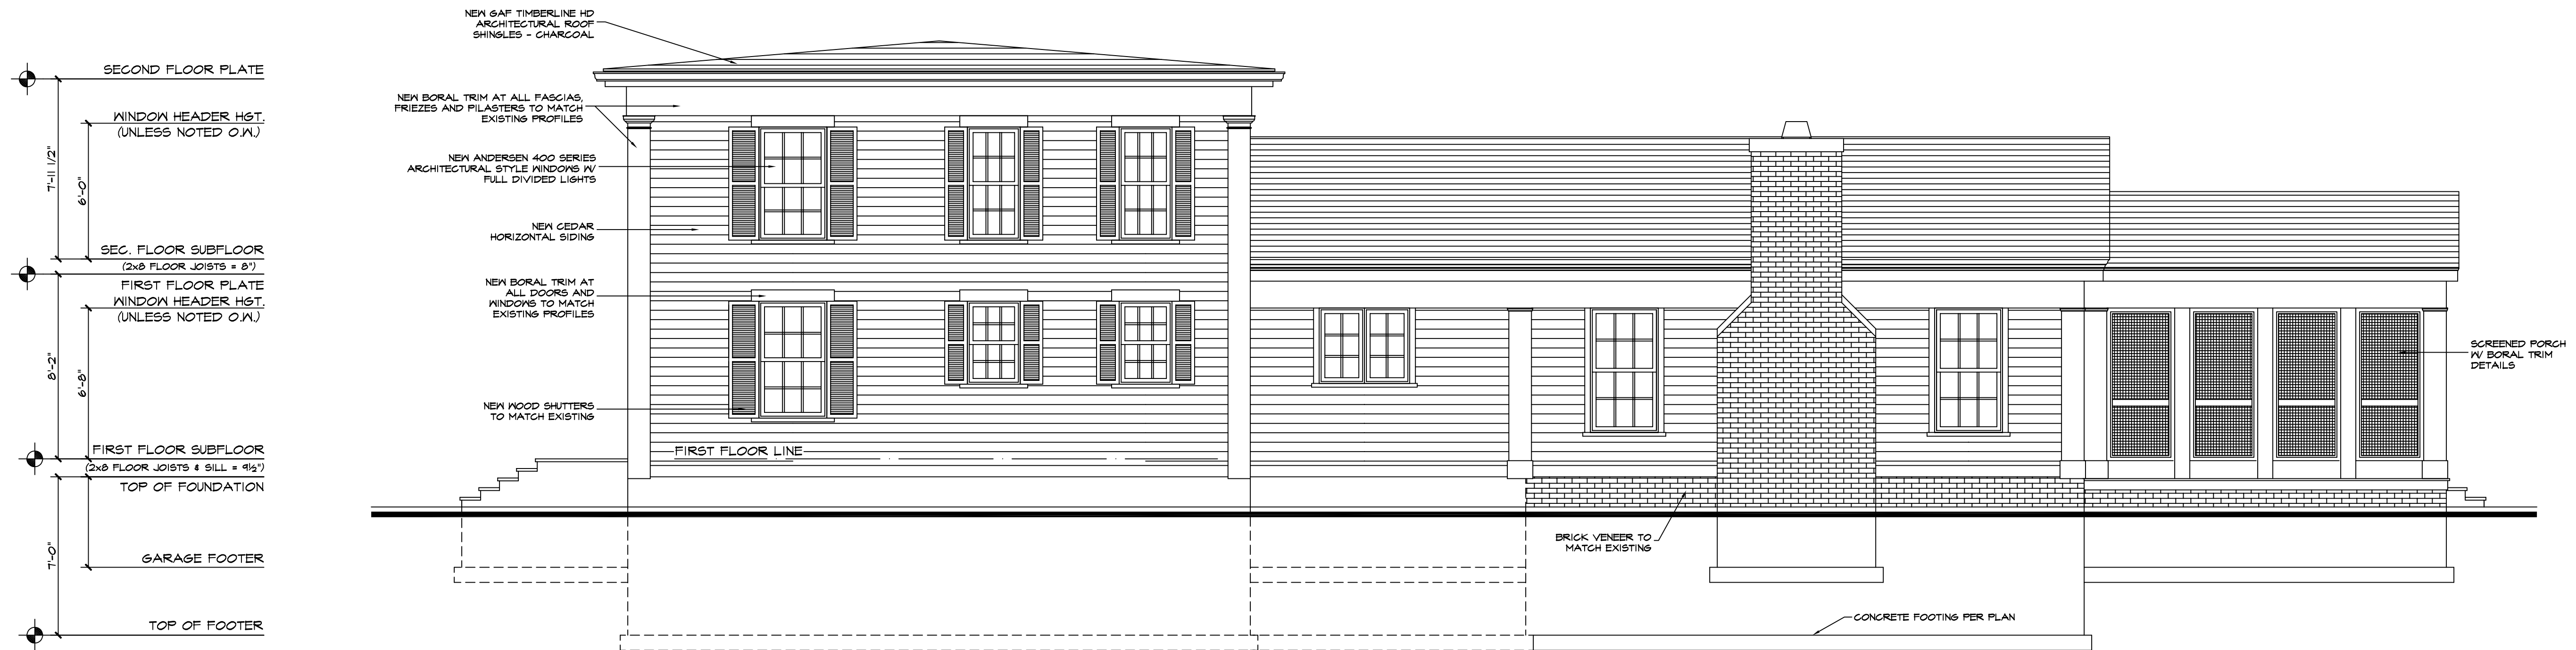 NEW GAF TIMBERLINE HD
ARCHITECTURAL ROOF
SHINGLES - CHARCOAL
SECOND FLOOR PLATE
NEW BORAL TRIM AT ALL FASCIAS,
FRIEZES AND PILASTERS TO MATCH
EXISTING PROFILES
WINDOW HEADER HGT.
(UNLESS NOTED O.W.)
7'-11 1/2"
6'-0"
NEW ANDERSEN 400 SERIES
ARCHITECTURAL STYLE WINDOWS W/
FULL DIVIDED LIGHTS
NEW CEDAR
HORIZONTAL SIDING
SEC. FLOOR SUBFLOOR
(2x8 FLOOR JOISTS = 8")
FIRST FLOOR PLATE
WINDOW HEADER HGT.
(UNLESS NOTED O.W.)
NEW BORAL TRIM AT
ALL DOORS AND
WINDOWS TO MATCH
EXISTING PROFILES
8'-2"
6'-8"
SCREENED PORCH
W/ BORAL TRIM
DETAILS
NEW WOOD SHUTTERS
TO MATCH EXISTING
FIRST FLOOR SUBFLOOR
(2x8 FLOOR JOISTS & SILL = 9½")
FIRST FLOOR LINE
TOP OF FOUNDATION
BRICK VENEER TO
MATCH EXISTING
7'-0"
GARAGE FOOTER
CONCRETE FOOTING PER PLAN
TOP OF FOOTER